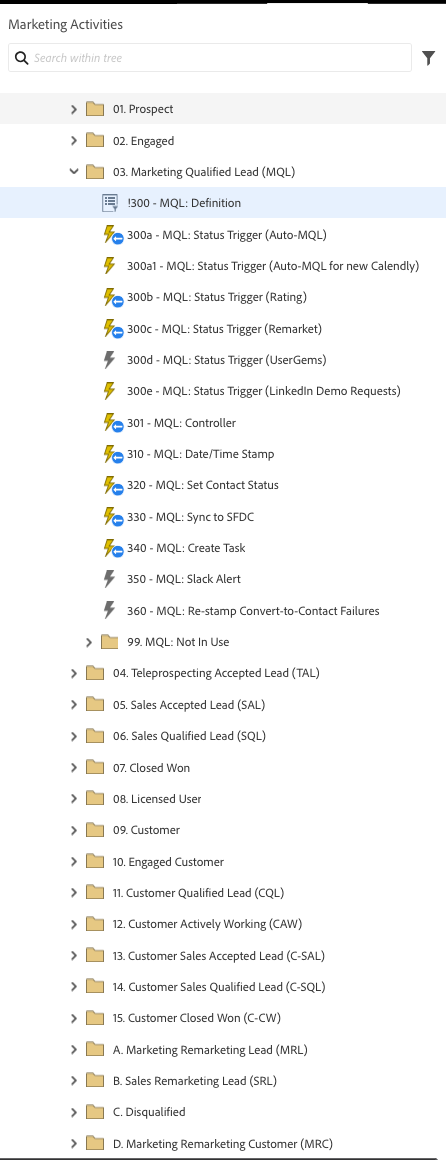 Marketing Activities
Search within tree
01. Prospect
02. Engaged
03. Marketing Qualified Lead (MQL)
!300 - MQL: Definition
300a - MQL: Status Trigger (Auto-MQL)
300a1 - MQL: Status Trigger (Auto-MQL for new Calendly)
300b - MQL: Status Trigger (Rating)
300c - MQL: Status Trigger (Remarket)
300d - MQL: Status Trigger (UserGems)
300e - MQL: Status Trigger (LinkedIn Demo Requests)
301 - MQL: Controller
310 - MQL: Date/Time Stamp
320 - MQL: Set Contact Status
330 - MQL: Sync to SFDC
340 - MQL: Create Task
350 - MQL: Slack Alert
360 - MQL: Re-stamp Convert-to-Contact Failures
99. MQL: Not In Use
04. Teleprospecting Accepted Lead (TAL)
05. Sales Accepted Lead (SAL)
06. Sales Qualified Lead (SQL)
07. Closed Won
08. Licensed User
09. Customer
10. Engaged Customer
11. Customer Qualified Lead (CQL)
12. Customer Actively Working (CAW)
13. Customer Sales Accepted Lead (C-SAL)
14. Customer Sales Qualified Lead (C-SQL)
15. Customer Closed Won (C-CW)
A. Marketing Remarketing Lead (MRL)
B. Sales Remarketing Lead (SRL)
C. Disqualified
D. Marketing Remarketing Customer (MRC)